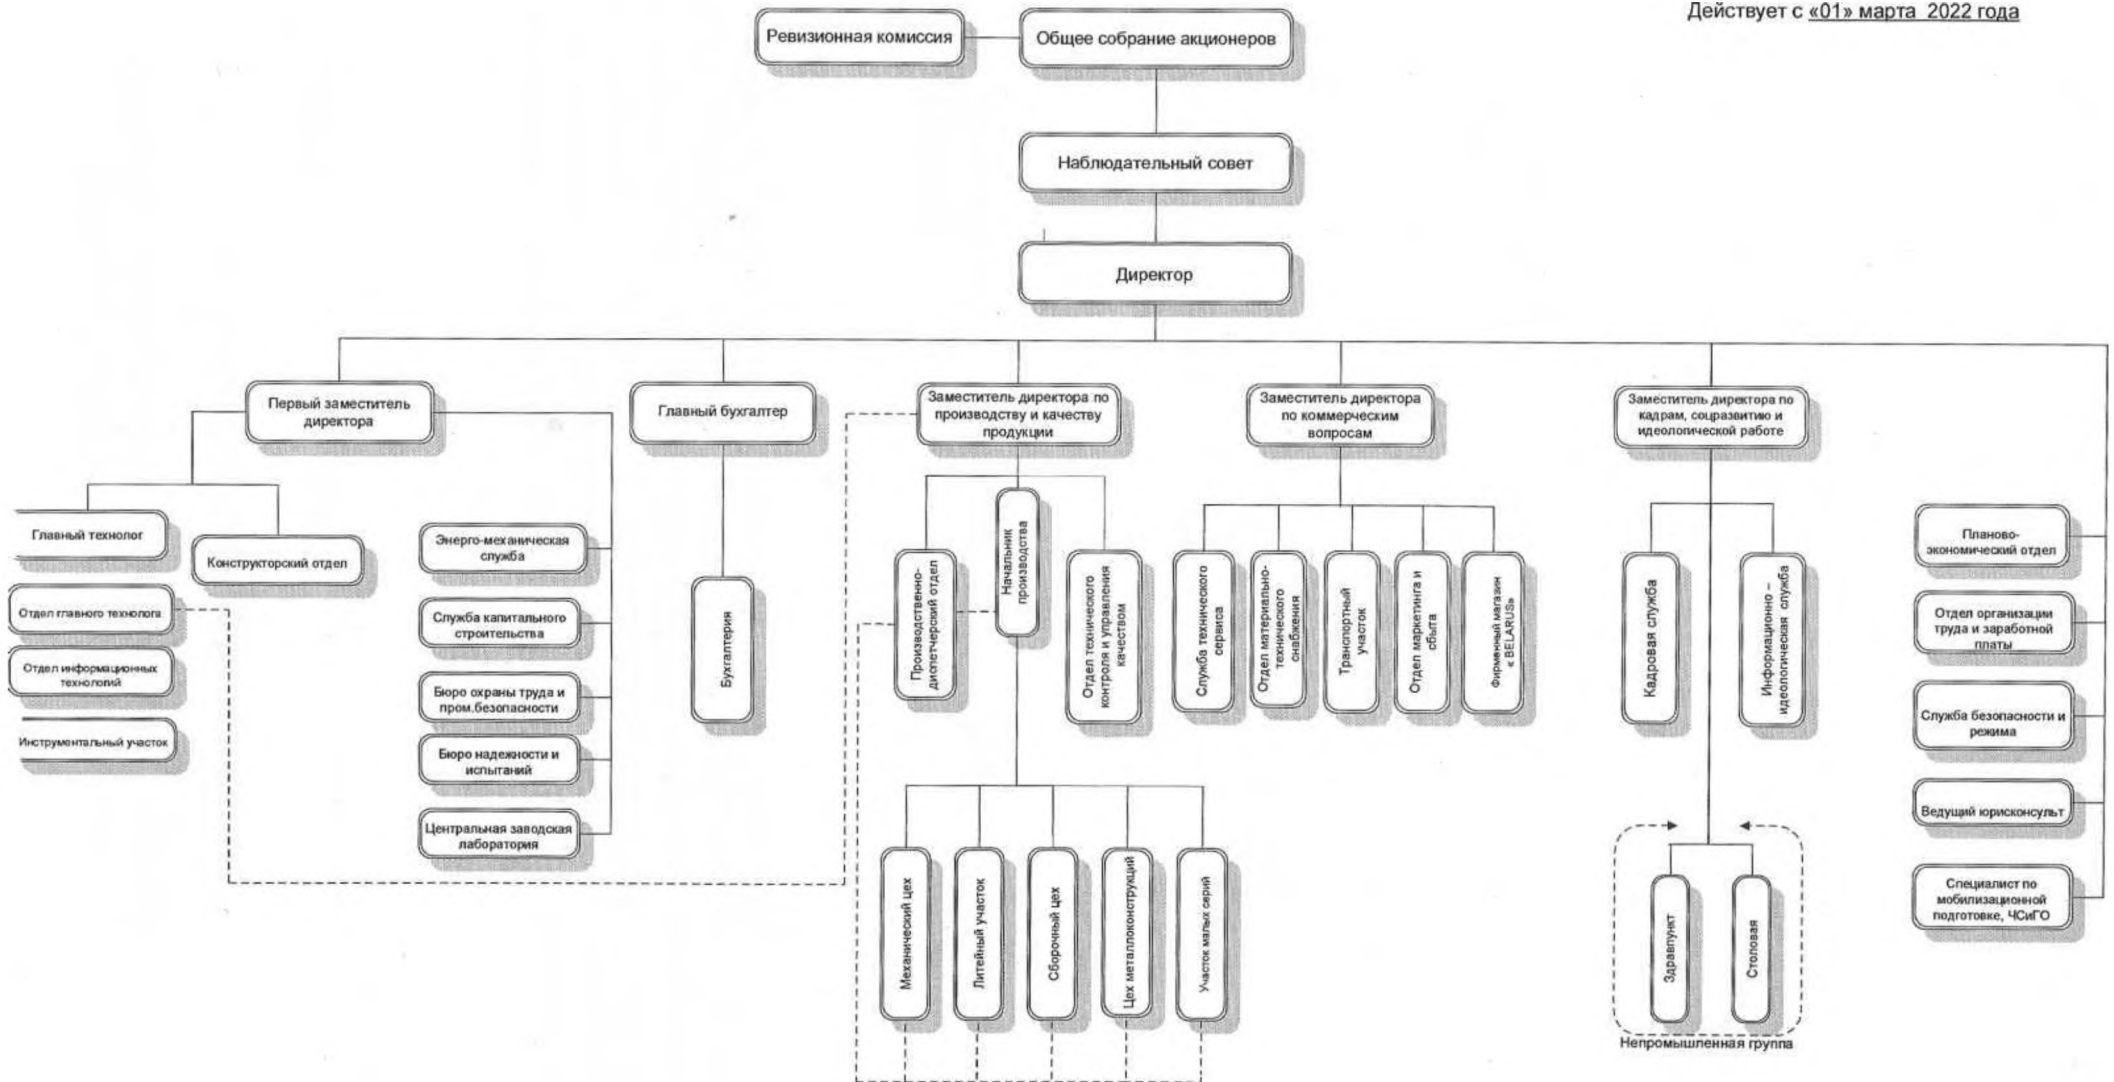 Действует с «01» марта 2022 года
Ревизионная комиссия
Общее собрание акционеров
Наблюдательный совет
Директор
Первый заместитель
директора
Главный бухгалтер
Заместитель директора по
производству и качеству
продукции
Заместитель директора
по коммерческим
вопросам
Заместитель директора по
кадрам, соцразвитию и
идеологической работе
Главный технолог
Конструкторский отдел
Отдел главного технолога
Отдел информационных
технологий
Инструментальный участок
Энерго-механическая
служба
Служба капитального
строительства
Бюро охраны труда и
пром.безопасности
Бюро надежности и
испытаний
Центральная заводская
лаборатория
Бухгалтерия
Производственно-
диспетчерский отдел
Начальник
производства
Отдел технического
контроля и управления
качеством
Служба технического
сервиса
Отдел материально-
технического
снабжения
Транспортный
участок
Отдел маркетинга и
сбыта
Фирменный магазин
« BELARUS»
Кадровая служба
Информационно –
идеологическая служба
Планово-
экономический отдел
Отдел организации
труда и заработной
платы
Служба безопасности и
режима
Ведущий юрисконсульт
Специалист по
мобилизационной
подготовке, ЧСиГО
Механический цех
Литейный участок
Сборочный цех
Цех металлоконструкций
Участок малых серий
Здравпункт
Столовая
Непромышленная группа